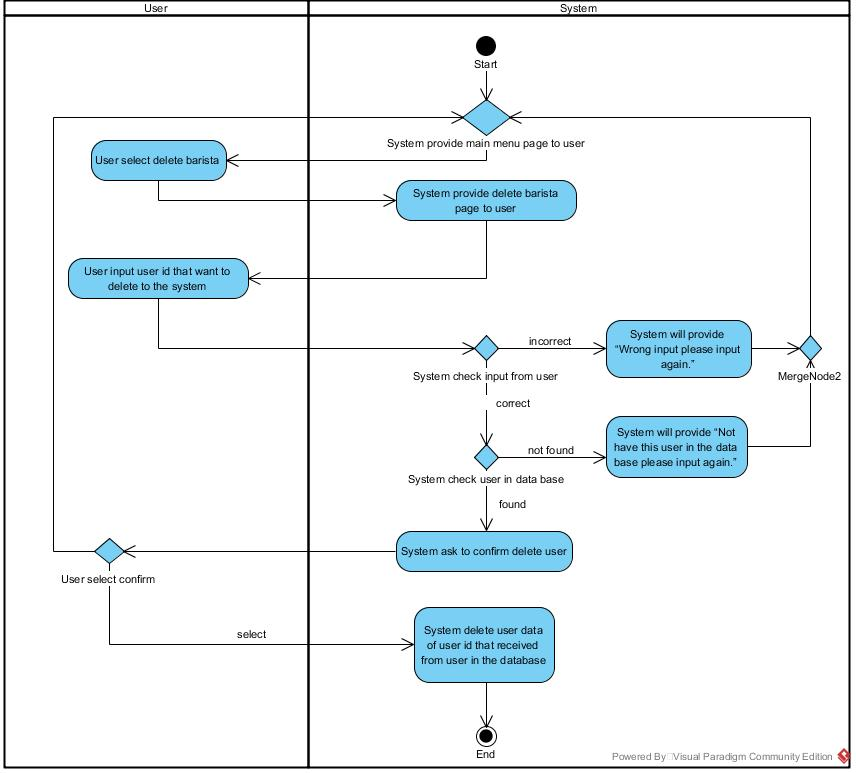 User
System
Start
System provide main menu page to user
User select delete barista
System provide delete barista
page to user
User input user id that want to
delete to the system
incorrect
System will provide
“Wrong input please input
again.”
System check input from user
MergeNode2
correct
not found
System will provide “Not
have this user in the data
base please input again.”
System check user in data base
found
System ask to confirm delete user
User select confirm
select
System delete user data
of user id that received
from user in the database
End
Powered By Visual Paradigm Community Edition